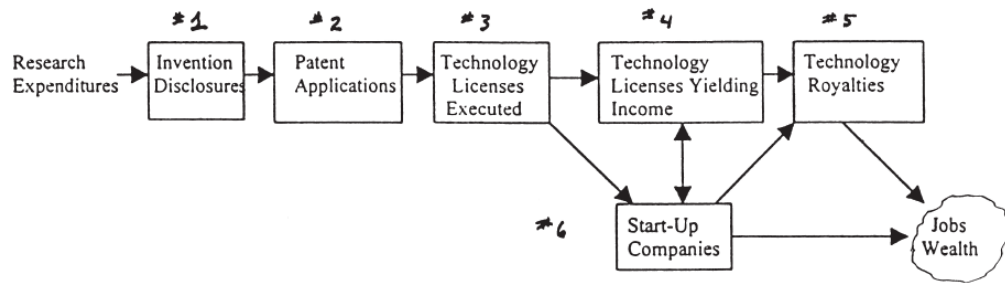 #1
#2
#3
#4
#5
Research
Expenditures
Invention
Disclosures
Patent
Applications
Technology
Licenses
Executed
Technology
Licenses Yielding
Income
Technology
Royalties
#6
Start-Up
Companies
Jobs
Wealth